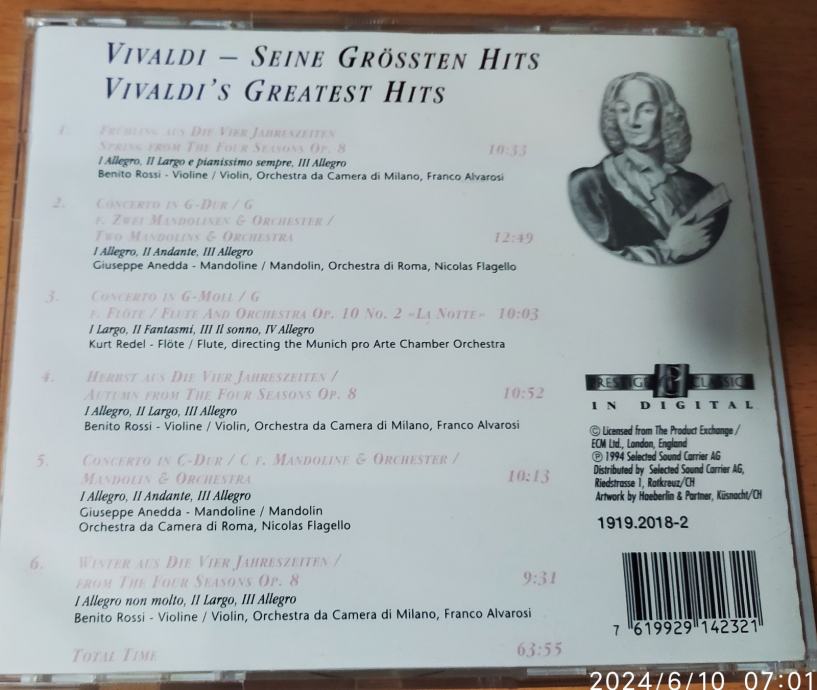 VIVALDI – SEINE GRÖSSTEN HITS
VIVALDI'S GREATEST HITS
1. FRÜHLING AUS DIE VIER JAHRESZEITEN
SPRING FROM THE FOUR SEASONS OP. 8 10:33
I Allegro, II Largo e pianissimo sempre, III Allegro
Benito Rossi - Violine / Violin, Orchestra da Camera di Milano, Franco Alvarosi
2. CONCERTO IN G-DUR / G
F. ZWEI MANDOLINEN & ORCHESTER /
TWO MANDOLINS & ORCHESTRA 12:49
I Allegro, II Andante, III Allegro
Giuseppe Anedda - Mandoline / Mandolin, Orchestra di Roma, Nicolas Flagello
3. CONCERTO IN G-MOLL / G
F. FLÖTE / FLUTE AND ORCHESTRA OP. 10 NO. 2 «LA NOTTE» 10:03
I Largo, II Fantasmi, III Il sonno, IV Allegro
Kurt Redel - Flöte / Flute, directing the Munich pro Arte Chamber Orchestra
4. HERBST AUS DIE VIER JAHRESZEITEN /
AUTUMN FROM THE FOUR SEASONS OP. 8 10:52
I Allegro, II Largo, III Allegro
Benito Rossi - Violine / Violin, Orchestra da Camera di Milano, Franco Alvarosi
5. CONCERTO IN C-DUR / C F. MANDOLINE & ORCHESTER /
MANDOLIN & ORCHESTRA 10:13
I Allegro, II Andante, III Allegro
Giuseppe Anedda - Mandoline / Mandolin
Orchestra da Camera di Roma, Nicolas Flagello
6. WINTER AUS DIE VIER JAHRESZEITEN /
FROM THE FOUR SEASONS OP. 8 9:31
I Allegro non molto, II Largo, III Allegro
Benito Rossi - Violine / Violin, Orchestra da Camera di Milano, Franco Alvarosi
TOTAL TIME 63:55
PRESTIGE CLASSICS
IN DIGITAL
© Licensed from The Product Exchange /
ECM Ltd., London, England
℗ 1994 Selected Sound Carrier AG
Distributed by Selected Sound Carrier AG,
Riedstrasse 1, Rotkreuz/CH
Artwork by Haeberlin & Partner, Küsnacht/CH
1919.2018-2
7 619929 142321
2024/6/10 07:01